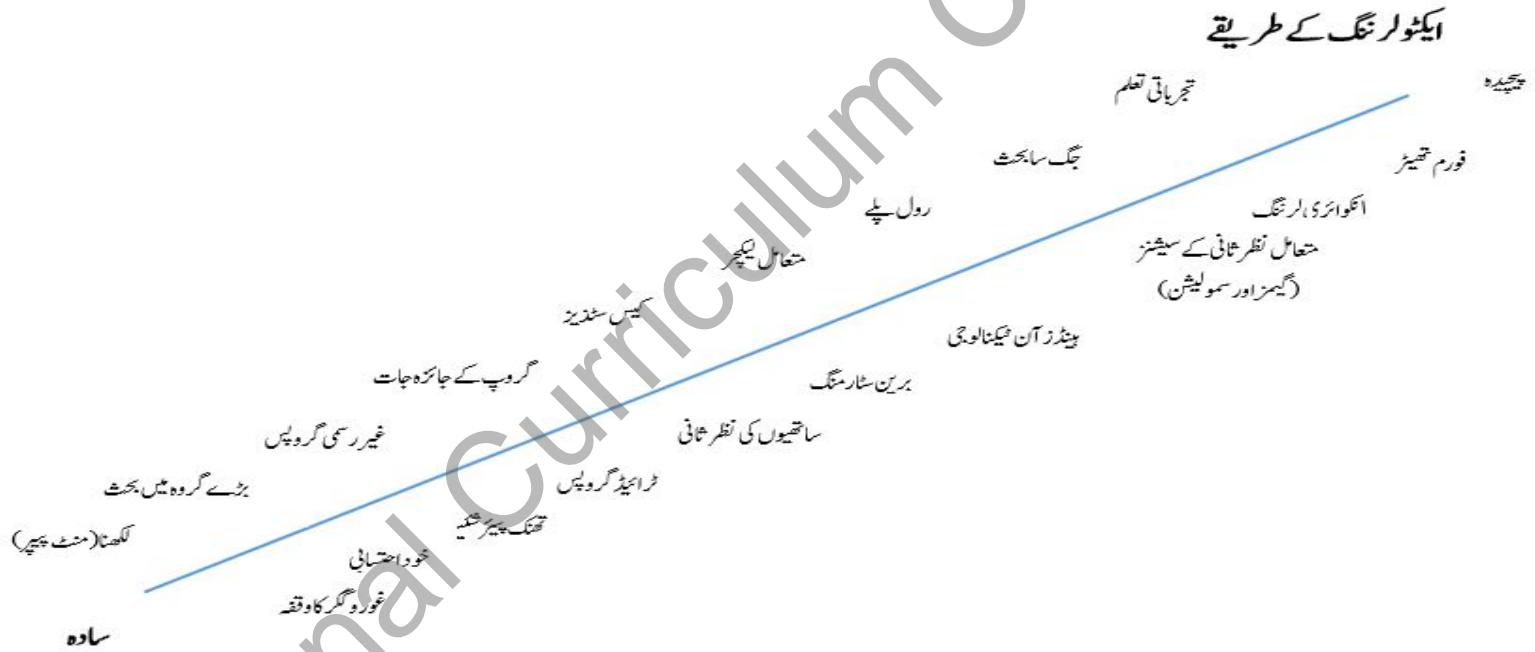 ایکٹولرننگ کے طریقے
پیچیدہ
تجرباتی تعلم
فورم تھیٹر
جگ سا بحث
انکوائری لرننگ
رول پلے
متعامل نظر ثانی کے سیشنز
(گیمز اور سمولیشن)
متعامل لیکچر
ہینڈز آن ٹیکنالوجی
کیس سٹڈیز
برین سٹارمنگ
گروپ کے جائزہ جات
ساتھیوں کی نظر ثانی
غیر رسمی گروپس
ٹرائیڈ گروپس
بڑے گروہ میں بحث
تھنک پیئر شیئر
لکھنا (منٹ پیپر)
خود احتسابی
غور و فکر کا وقفہ
سادہ
nal Curriculum C